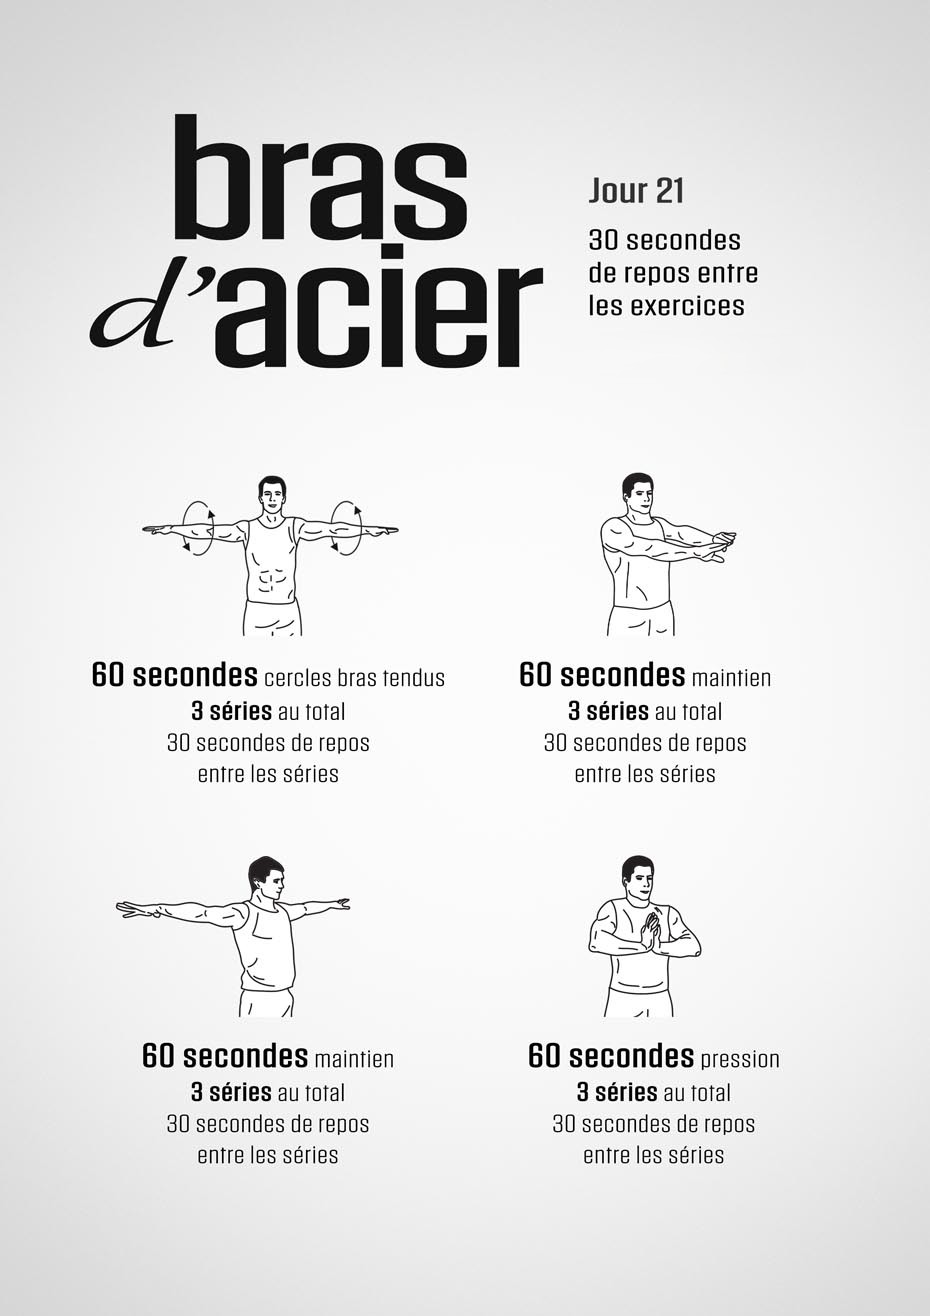 bras
d'acier
Jour 21
30 secondes
de repos entre
les exercices
60 secondes cercles bras tendus
3 séries au total
30 secondes de repos
entre les séries
60 secondes maintien
3 séries au total
30 secondes de repos
entre les séries
60 secondes maintien
3 séries au total
30 secondes de repos
entre les séries
60 secondes pression
3 séries au total
30 secondes de repos
entre les séries